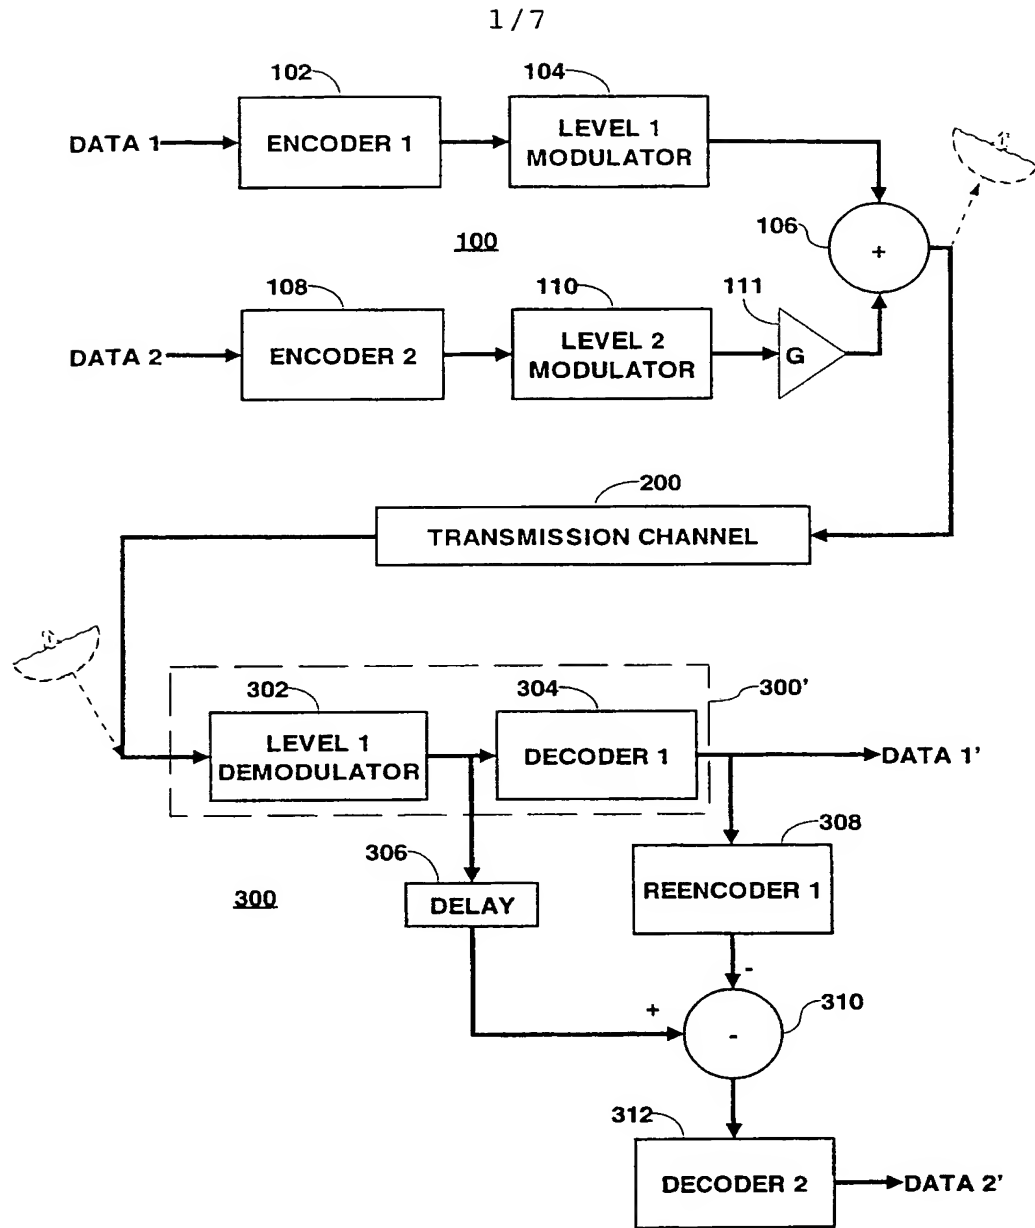 1/7
102
104
DATA 1
ENCODER 1
LEVEL 1
MODULATOR
106
+
100
108
110
111
DATA 2
ENCODER 2
LEVEL 2
MODULATOR
G
200
TRANSMISSION CHANNEL
302
304
300'
LEVEL 1
DEMODULATOR
DECODER 1
DATA 1'
306
308
300
DELAY
REENCODER 1
-
+
310
-
312
DECODER 2
DATA 2'